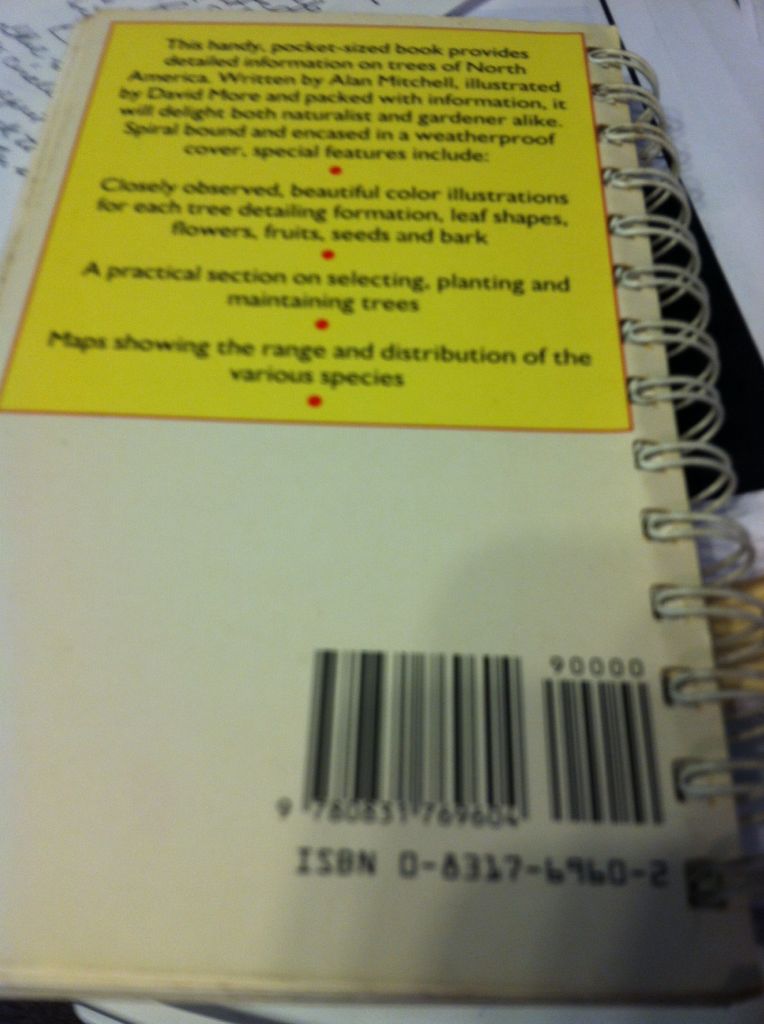 This handy, pocket-sized book provides
detailed information on trees of North
America. Written by Alan Mitchell, illustrated
by David More and packed with information, it
will delight both naturalist and gardener alike.
Spiral bound and encased in a weatherproof
cover, special features include:
Closely observed, beautiful color illustrations
for each tree detailing formation, leaf shapes,
flowers, fruits, seeds and bark
A practical section on selecting, planting and
maintaining trees
Maps showing the range and distribution of the
various species
90000
9 780831 769604
ISBN 0-8317-6960-2